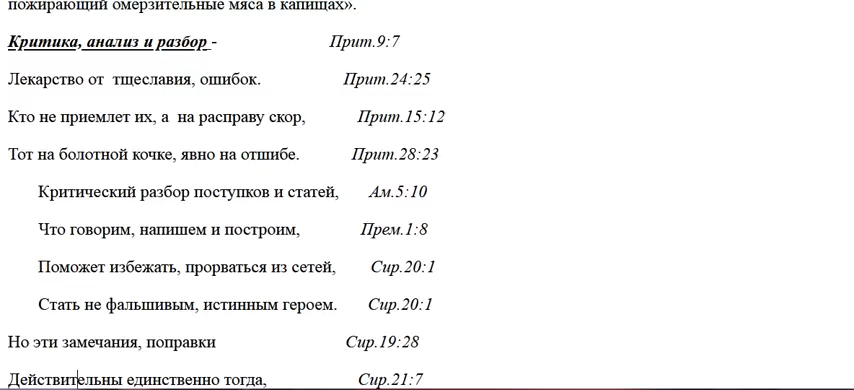 пожирающий омерзительные мяса в капищах».
Критика, анализ и разбор - Прит.9:7
Лекарство от тщеславия, ошибок. Прит.24:25
Кто не приемлет их, а на расправу скор, Прит.15:12
Тот на болотной кочке, явно на отшибе. Прит.28:23
Критический разбор поступков и статей, Ам.5:10
Что говорим, напишем и построим, Прем.1:8
Поможет избежать, прорваться из сетей, Сир.20:1
Стать не фальшивым, истинным героем. Сир.20:1
Но эти замечания, поправки Сир.19:28
Действительны единственно тогда, Сир.21:7